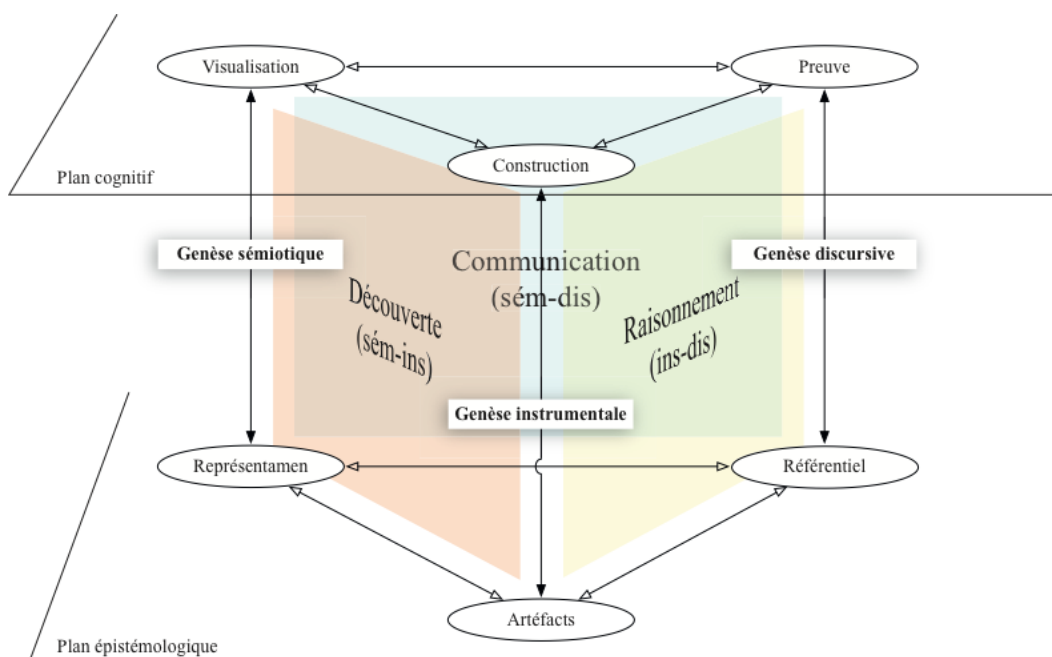 Visualisation
Preuve
Construction
Plan cognitif
Genèse sémiotique
Genèse discursive
Communication
(sém-dis)
Découverte
(sém-ins)
Raisonnement
(ins-dis)
Genèse instrumentale
Représentamen
Référentiel
Artéfacts
Plan épistémologique